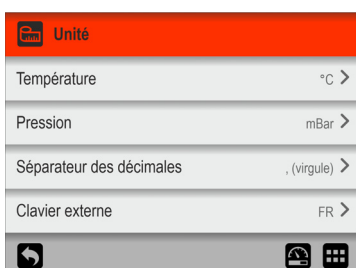 Unité
Température °C
Pression mBar
Séparateur des décimales , (virgule)
Clavier externe FR